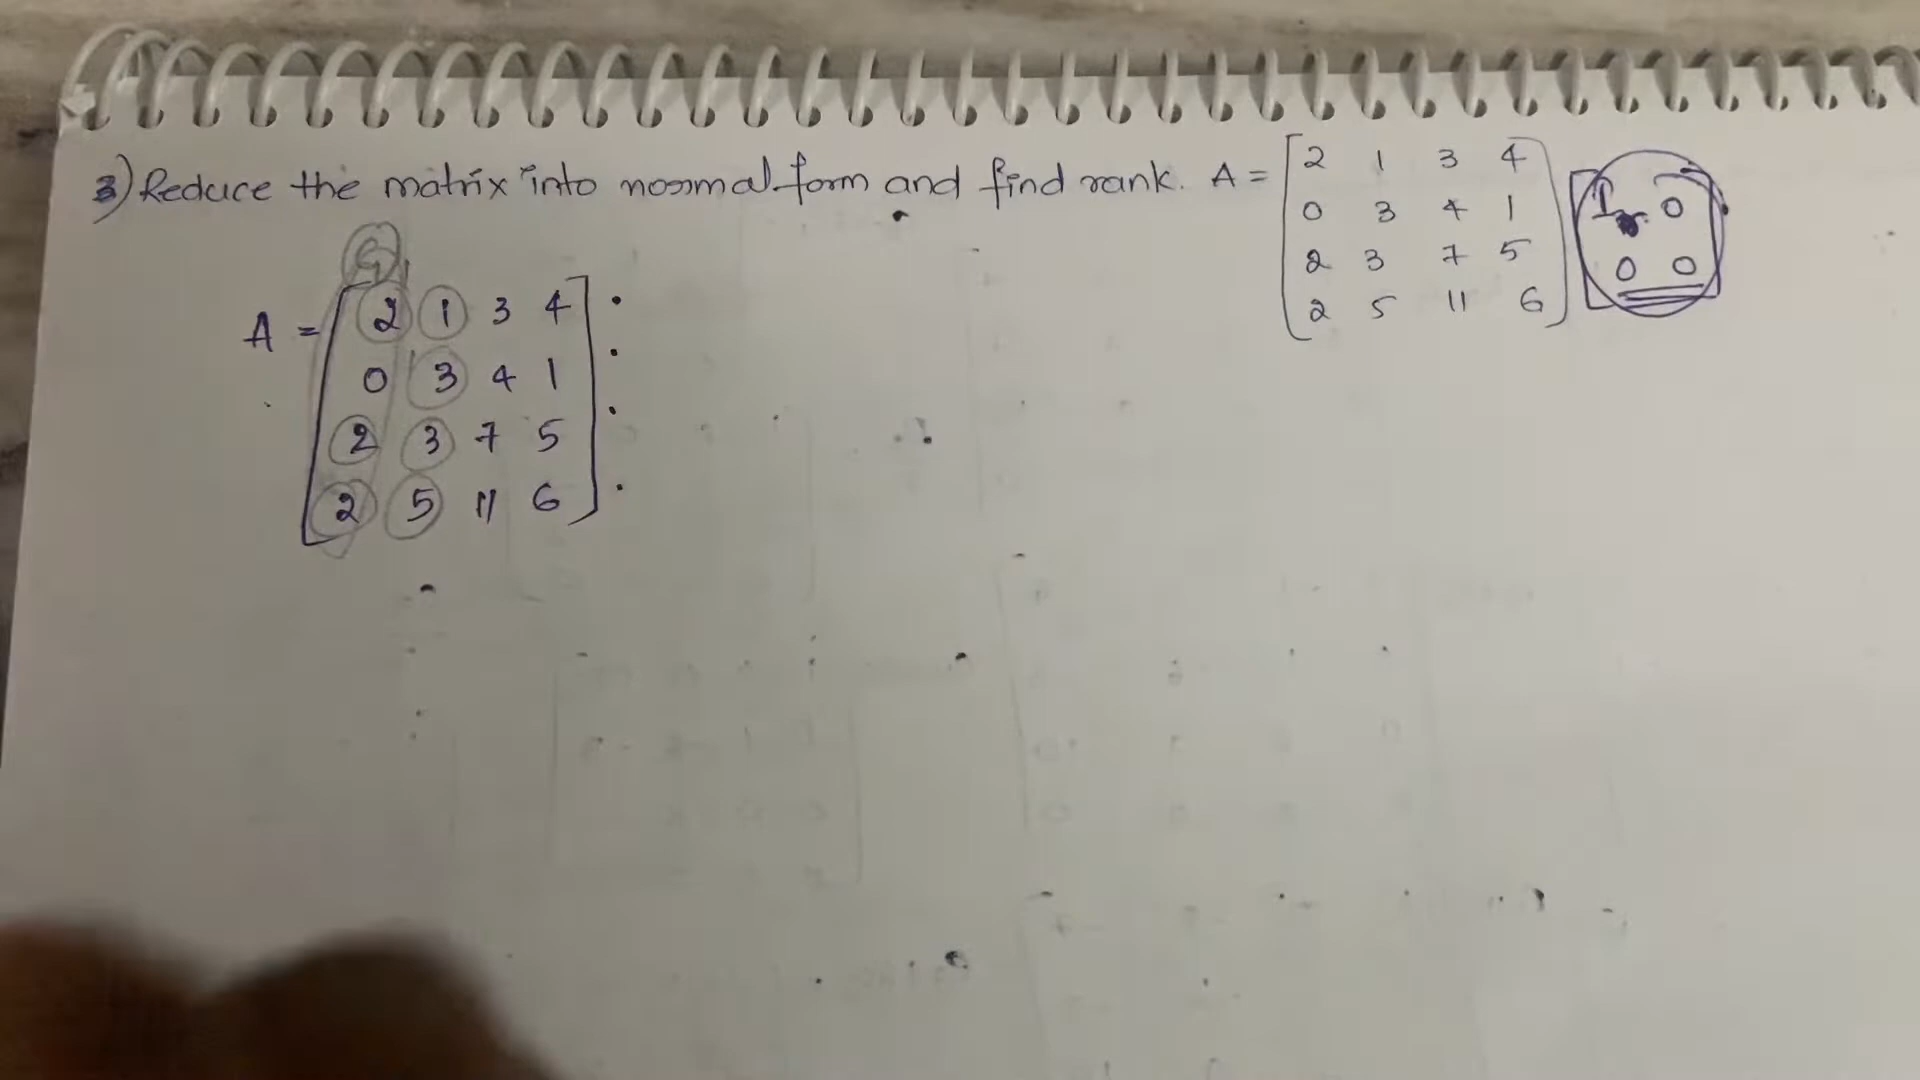 3) Reduce the matrix into normal form and find rank. A = [2 1 3 4
0 3 4 1
2 3 7 5
2 5 11 6]
[I 0
0 0]
C1
A = [2 1 3 4
0 3 4 1
2 3 7 5
2 5 11 6]